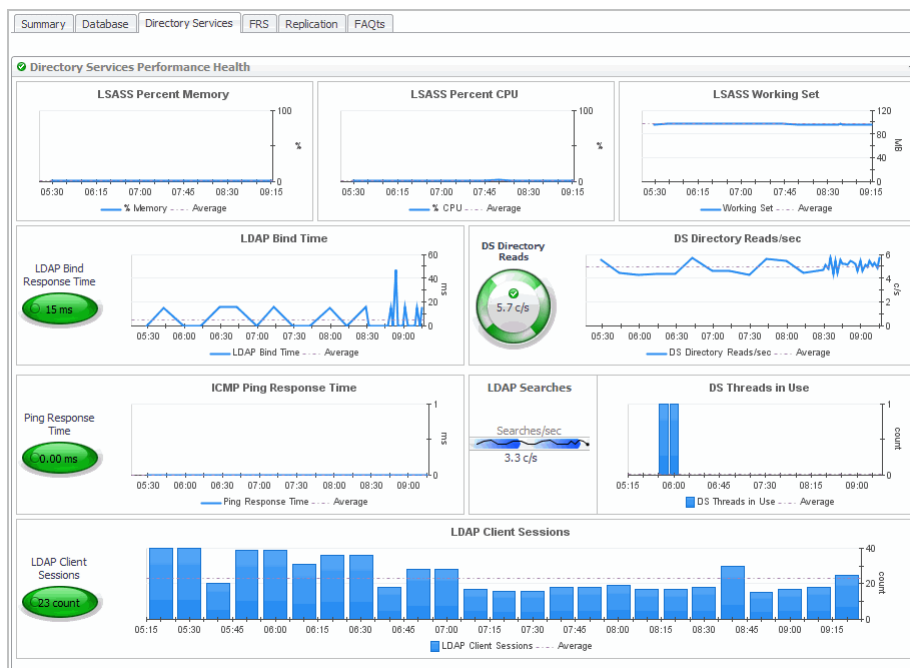 Summary Database Directory Services FRS Replication FAQts
Directory Services Performance Health
LSASS Percent Memory
100
%
0
05:30 06:15 07:00 07:45 08:30 09:15
% Memory Average
LSASS Percent CPU
100
%
0
05:30 06:15 07:00 07:45 08:30 09:15
% CPU Average
LSASS Working Set
120
80
MB
40
0
05:30 06:15 07:00 07:45 08:30 09:15
Working Set Average
LDAP Bind
Response Time
15 ms
LDAP Bind Time
60
40
ms
20
0
05:30 06:00 06:30 07:00 07:30 08:00 08:30 09:00
LDAP Bind Time Average
DS Directory
Reads
5.7 c/s
DS Directory Reads/sec
6
4
c/s
2
0
05:30 06:00 06:30 07:00 07:30 08:00 08:30 09:00
DS Directory Reads/sec Average
Ping Response
Time
0.00 ms
ICMP Ping Response Time
1
ms
0
05:30 06:00 06:30 07:00 07:30 08:00 08:30 09:00
Ping Response Time Average
LDAP Searches
Searches/sec
3.3 c/s
DS Threads in Use
1
count
0
05:15 06:00 06:45 07:30 08:15 09:00
DS Threads in Use Average
LDAP Client
Sessions
23 count
LDAP Client Sessions
40
count
20
0
05:15 05:30 05:45 06:00 06:15 06:30 06:45 07:00 07:15 07:30 07:45 08:00 08:15 08:30 08:45 09:00 09:15
LDAP Client Sessions Average